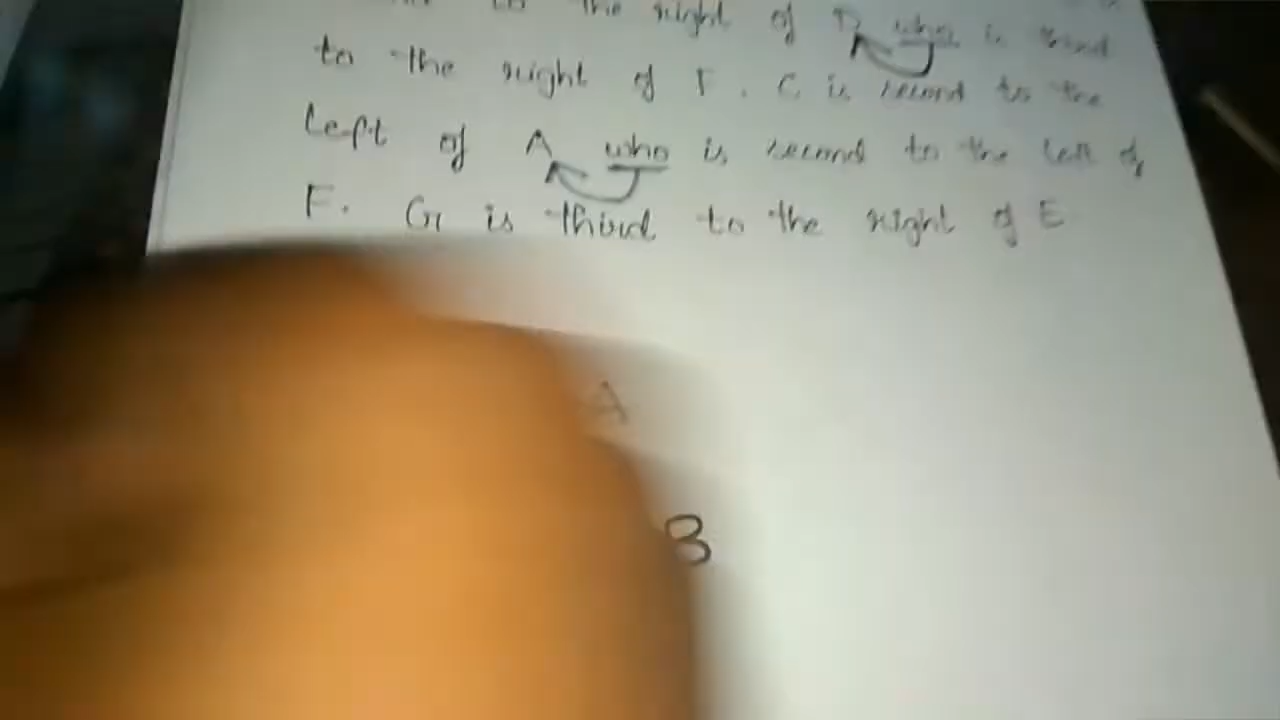 to the right of D who is third
to the right of F. C is second to the
left of A who is second to the left of
F. G is third to the right of E
A
B